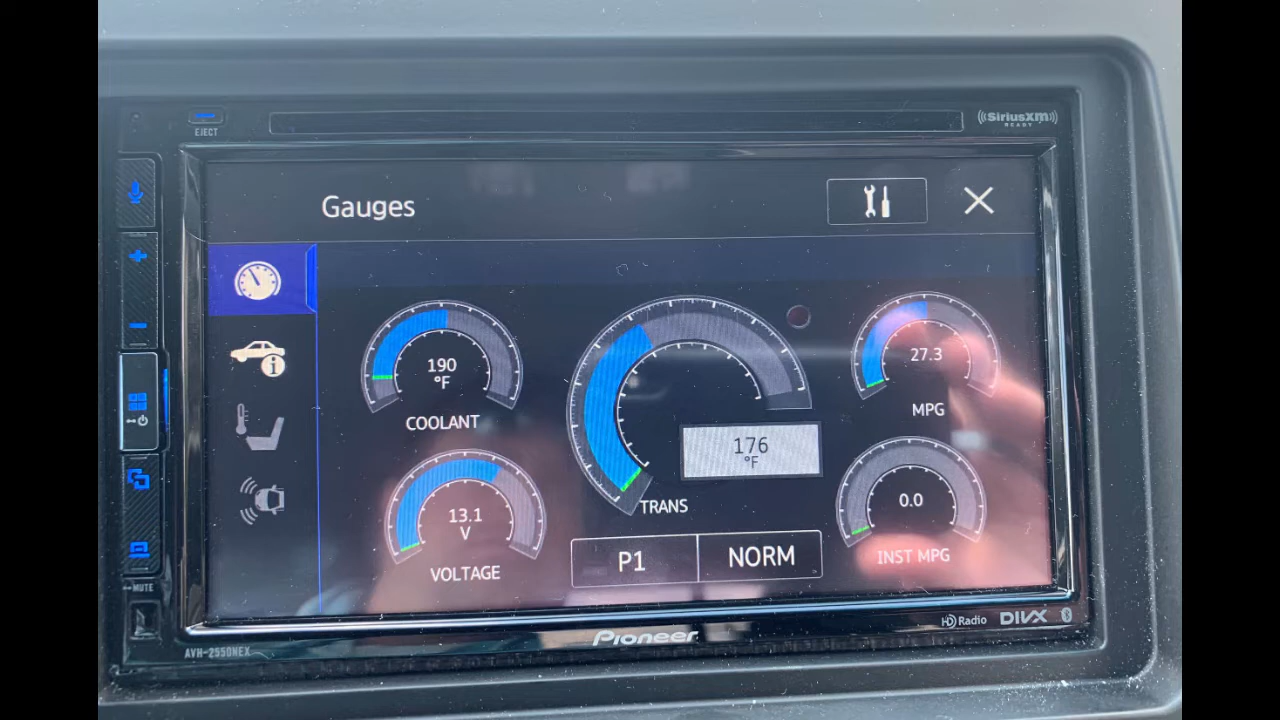 EJECT
((SiriusXM))
READY
Gauges
190
°F
COOLANT
176
°F
TRANS
27.3
MPG
13.1
V
VOLTAGE
P1
NORM
0.0
INST MPG
MUTE
AVH-2550NEX
Pioneer
HD Radio
DIVX